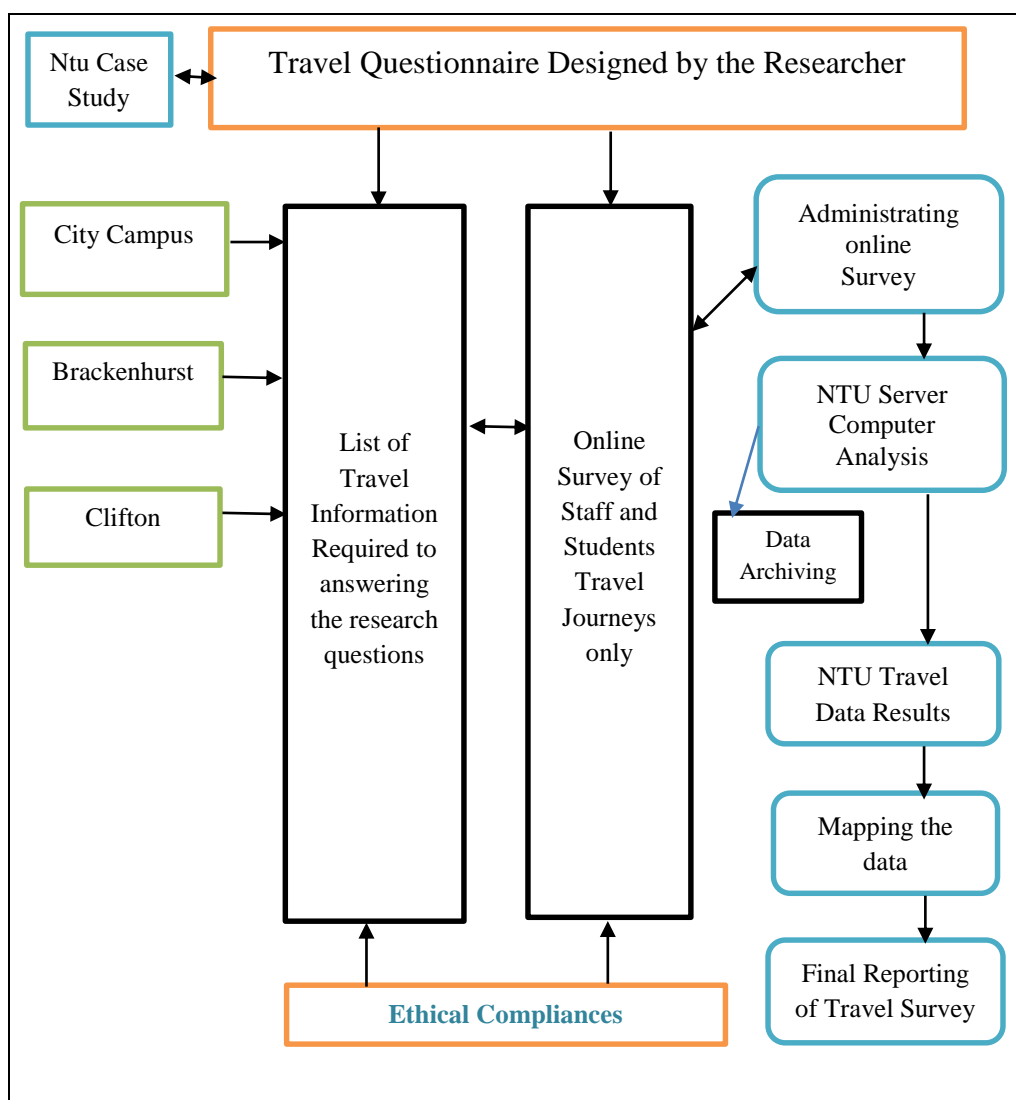 Ntu Case
Study
Travel Questionnaire Designed by the Researcher
City Campus
Brackenhurst
Clifton
List of
Travel
Information
Required to
answering
the research
questions
Online
Survey of
Staff and
Students
Travel
Journeys
only
Administrating
online
Survey
NTU Server
Computer
Analysis
Data
Archiving
NTU Travel
Data Results
Mapping the
data
Final Reporting
of Travel Survey
Ethical Compliances